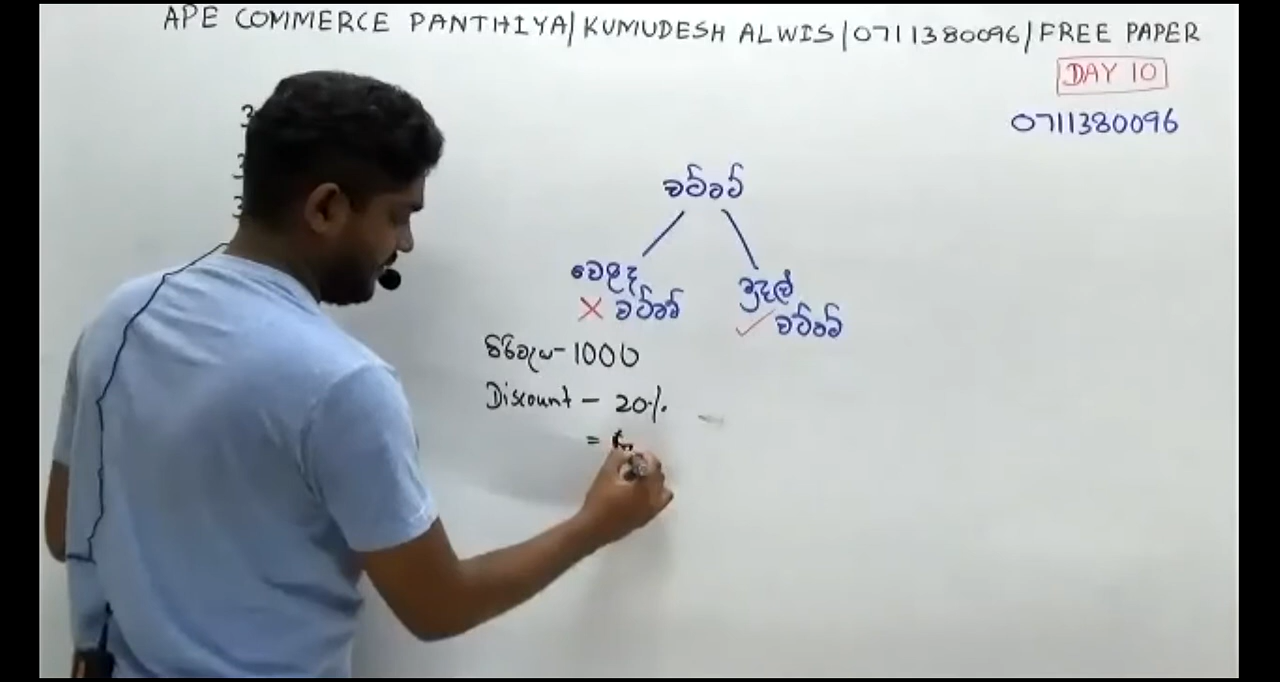 APE COMMERCE PANTHIYA/KUMUDESH ALWIS/0711380096/FREE PAPER
DAY 10
0711380096
වට්ටම්
වෙළඳ
✗ වට්ටම්
මුදල්
✓ වට්ටම්
පිරිවැය - 1000
Discount - 20%
=